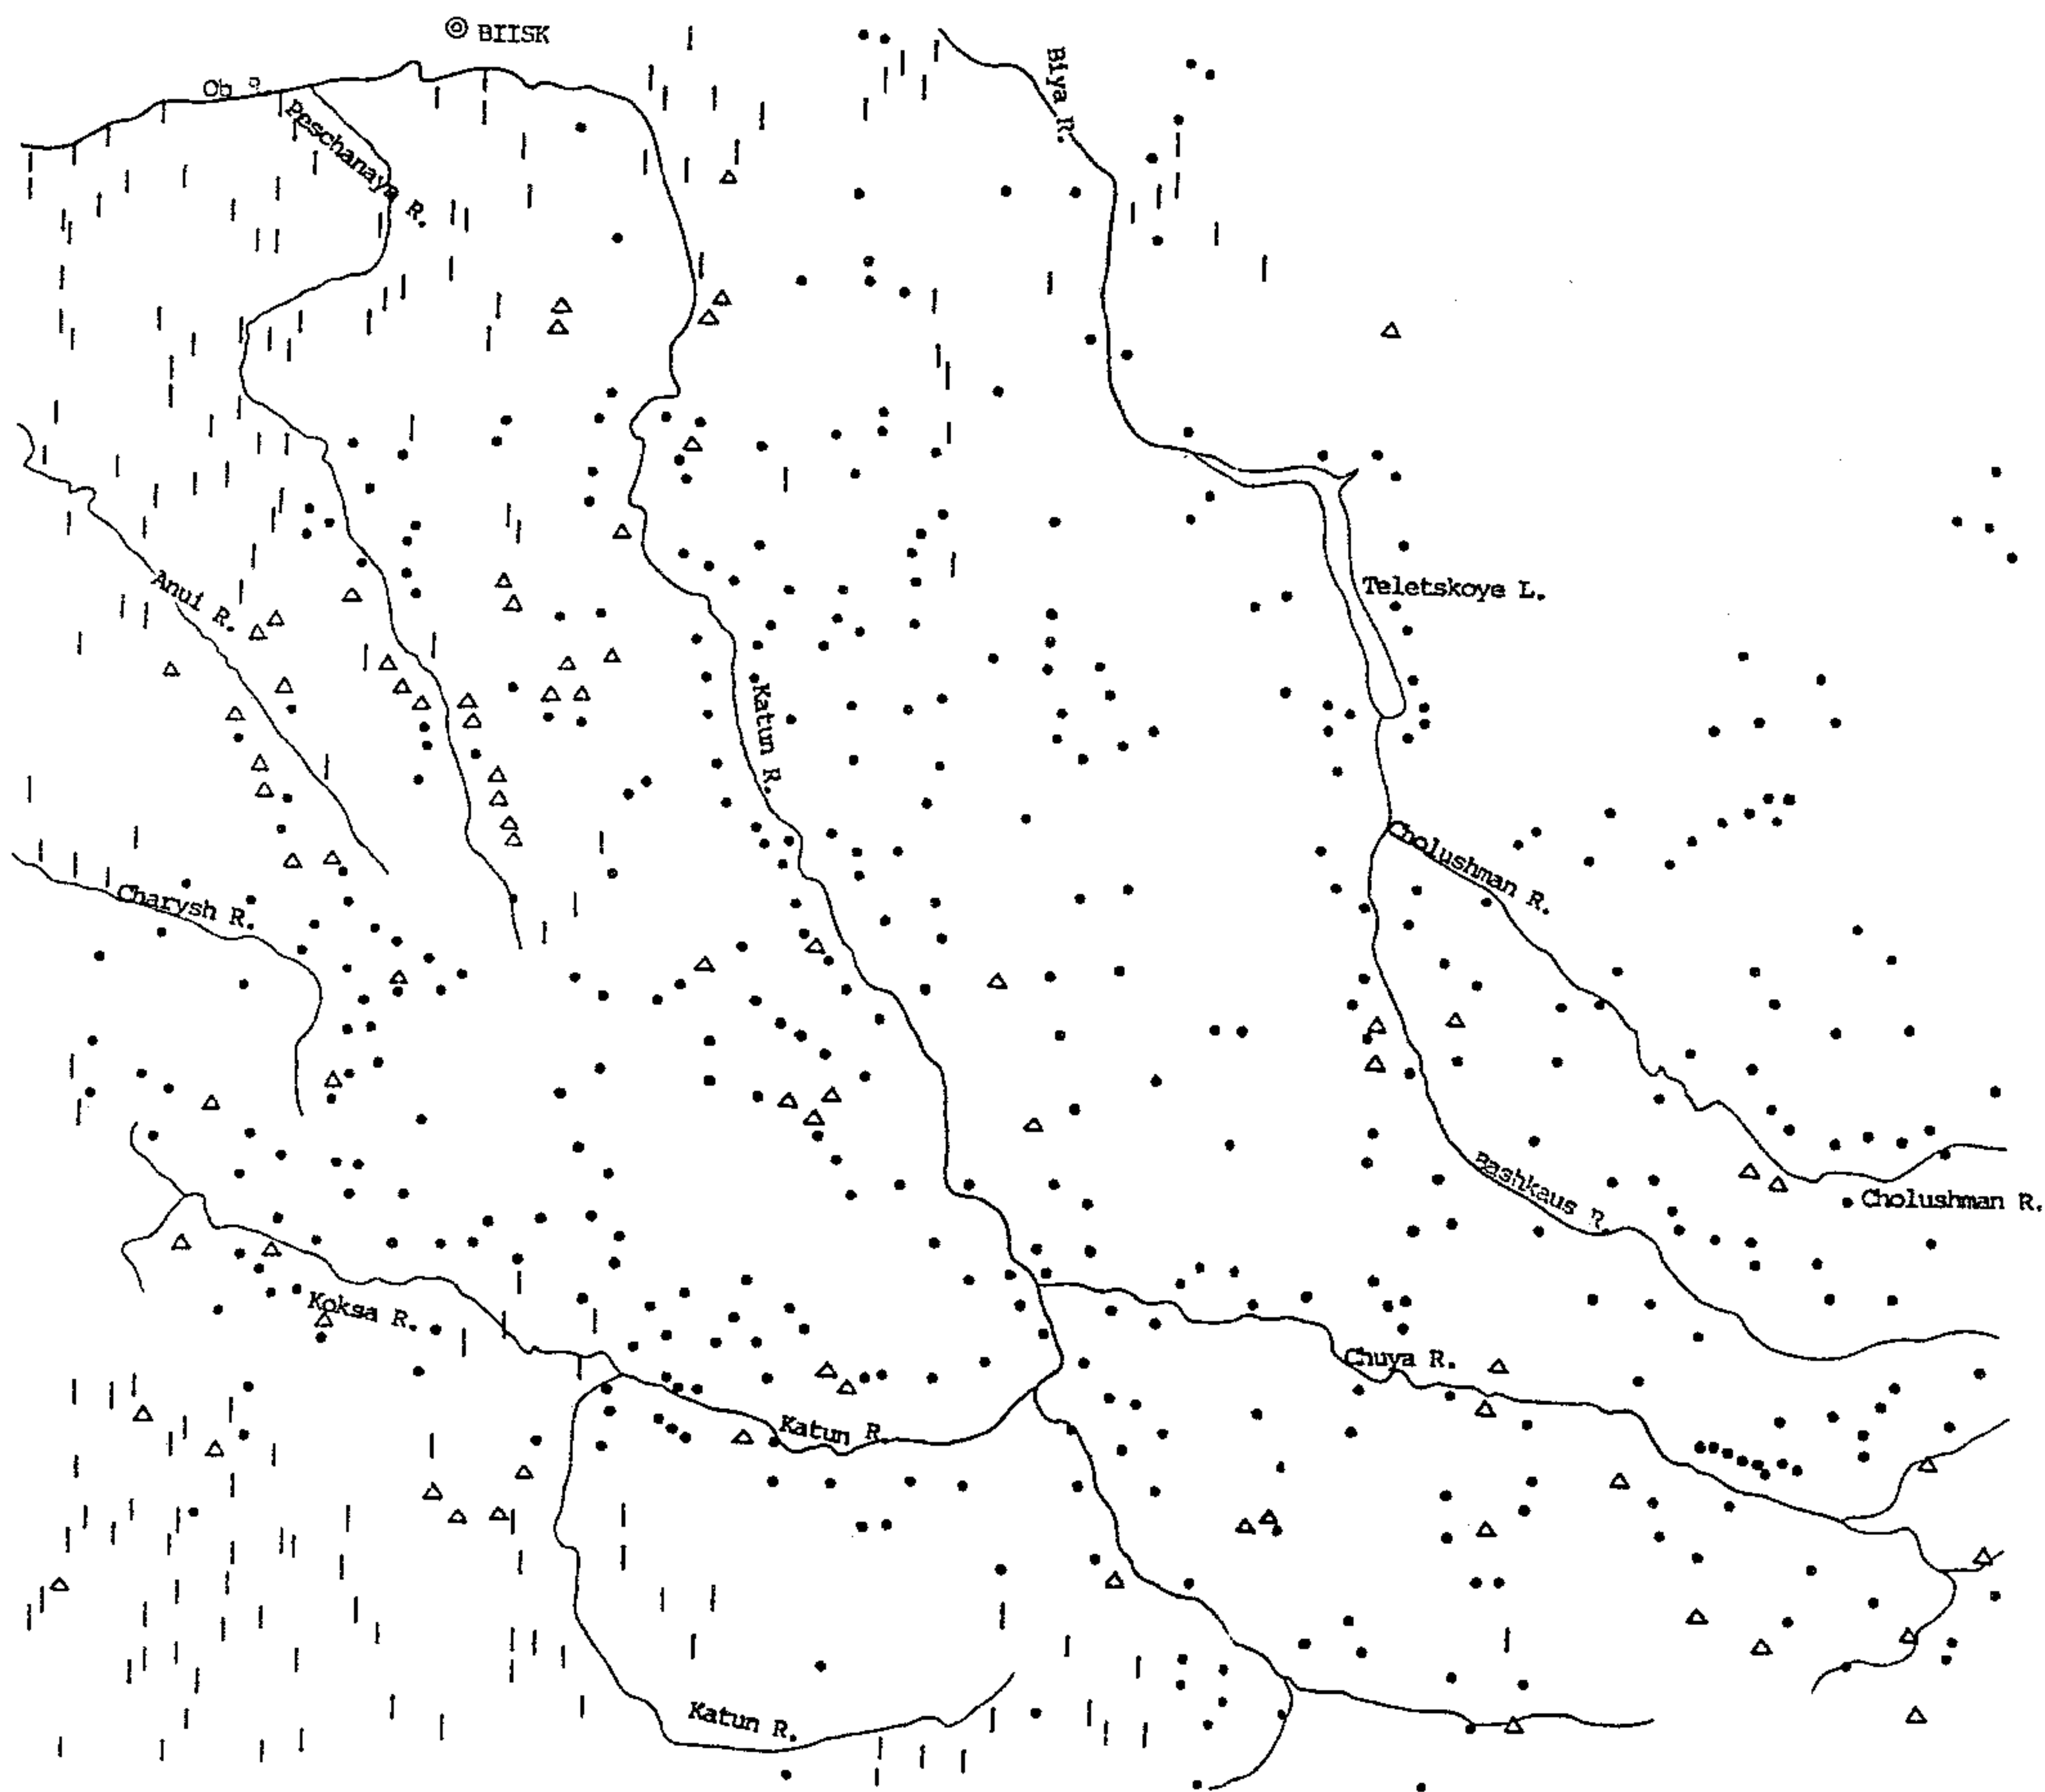 BIISK
Ob R.
Biya R.
Peschanaya R.
Teletskoye L.
Anui R.
Katun R.
Cholushman R.
Charysh R.
Bashkaus R.
Cholushman R.
Koksa R.
Chuya R.
Katun R.
Katun R.